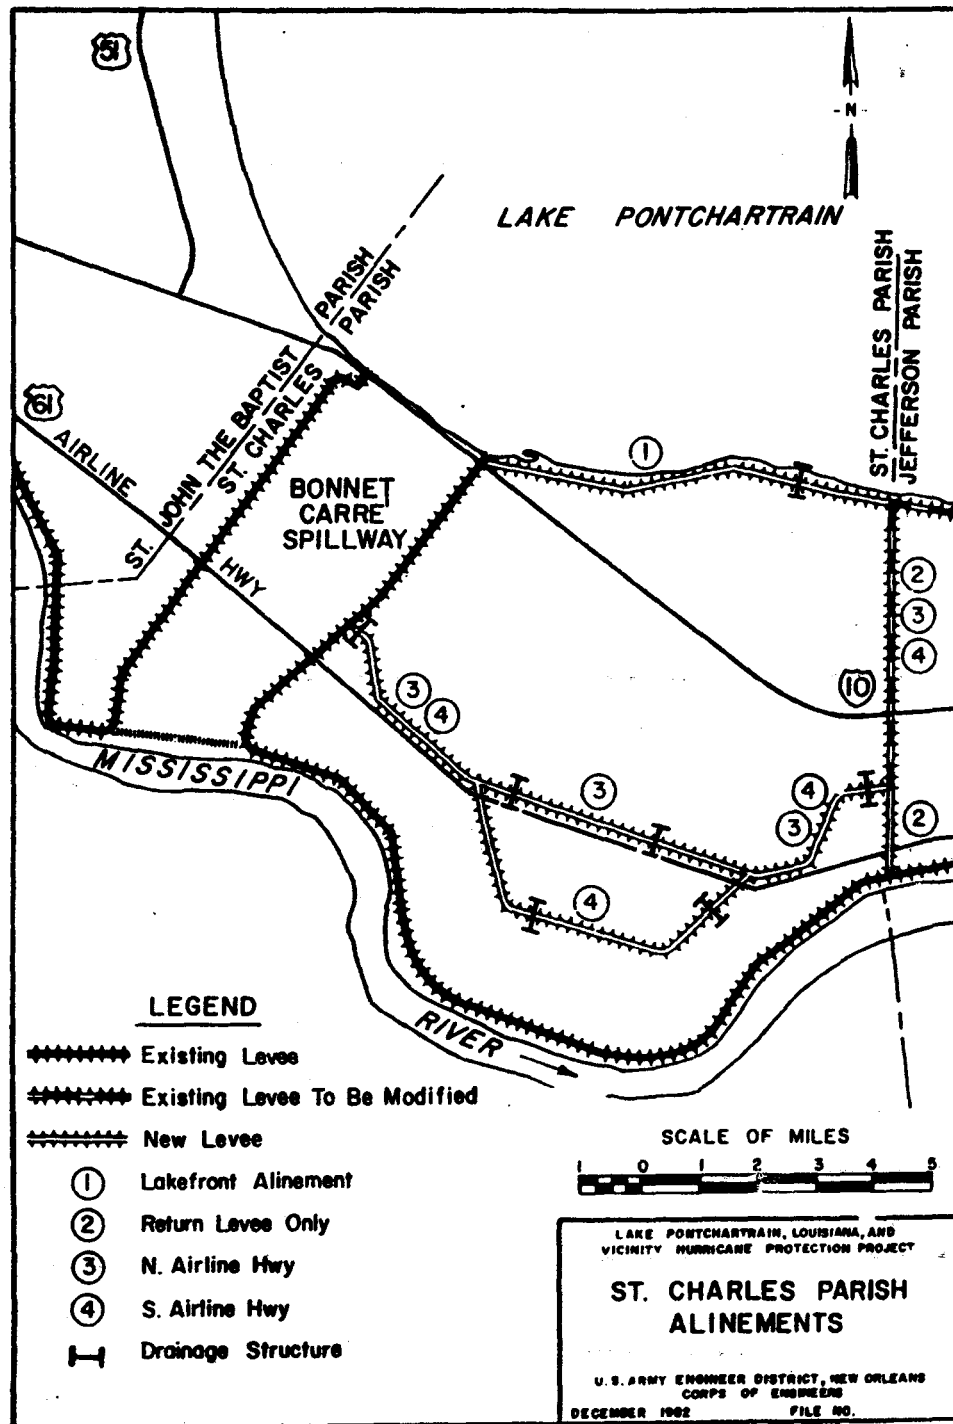 51
N
LAKE PONTCHARTRAIN
ST. CHARLES PARISH
JEFFERSON PARISH
ST. JOHN THE BAPTIST PARISH
ST. CHARLES PARISH
61
AIRLINE HWY
BONNET
CARRE
SPILLWAY
1
2
3
4
10
3
4
3
4
3
2
4
MISSISSIPPI RIVER
LEGEND
Existing Levee
Existing Levee To Be Modified
New Levee
1 Lakefront Alinement
2 Return Levee Only
3 N. Airline Hwy
4 S. Airline Hwy
Drainage Structure
SCALE OF MILES
1 0 1 2 3 4 5
LAKE PONTCHARTRAIN, LOUISIANA, AND
VICINITY HURRICANE PROTECTION PROJECT
ST. CHARLES PARISH
ALINEMENTS
U.S. ARMY ENGINEER DISTRICT, NEW ORLEANS
CORPS OF ENGINEERS
DECEMBER 1982 FILE NO.